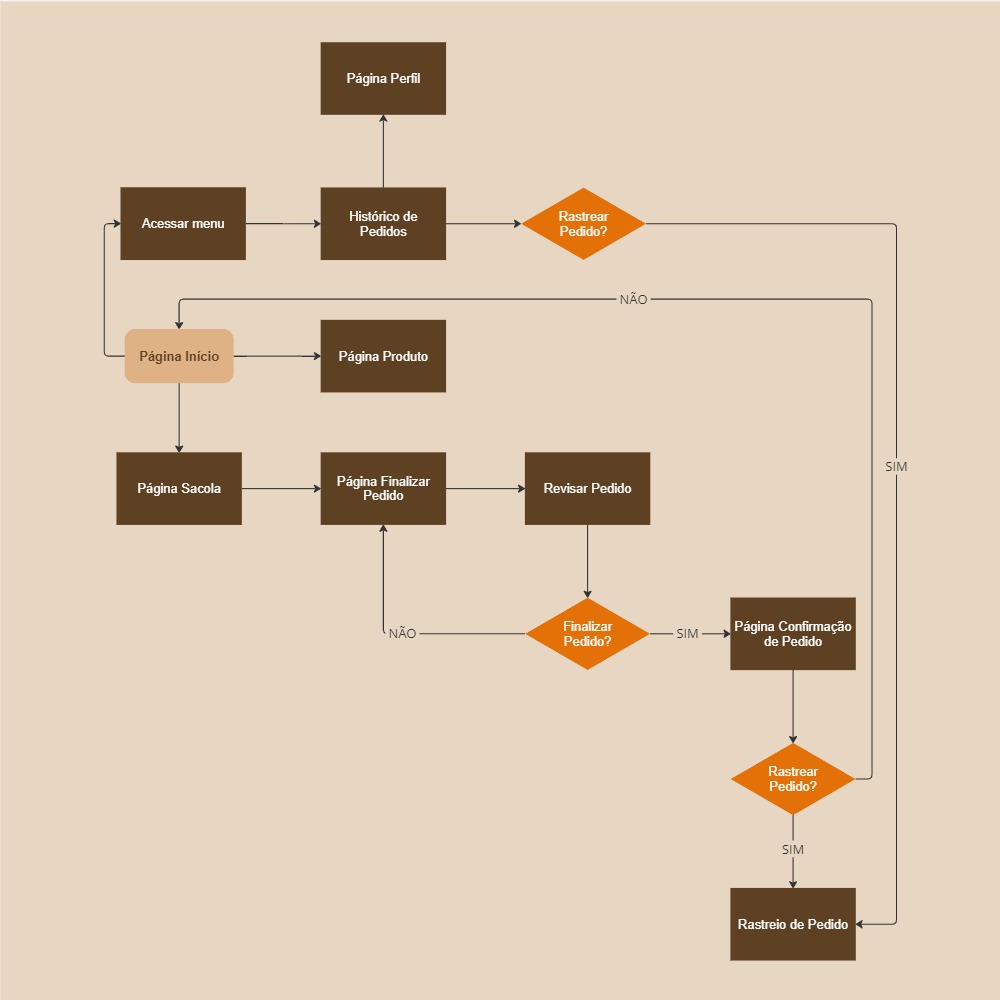 Página Perfil
Acessar menu
Histórico de
Pedidos
Rastrear
Pedido?
NÃO
Página Início
Página Produto
SIM
Página Sacola
Página Finalizar
Pedido
Revisar Pedido
NÃO
Finalizar
Pedido?
SIM
Página Confirmação
de Pedido
Rastrear
Pedido?
SIM
Rastreio de Pedido